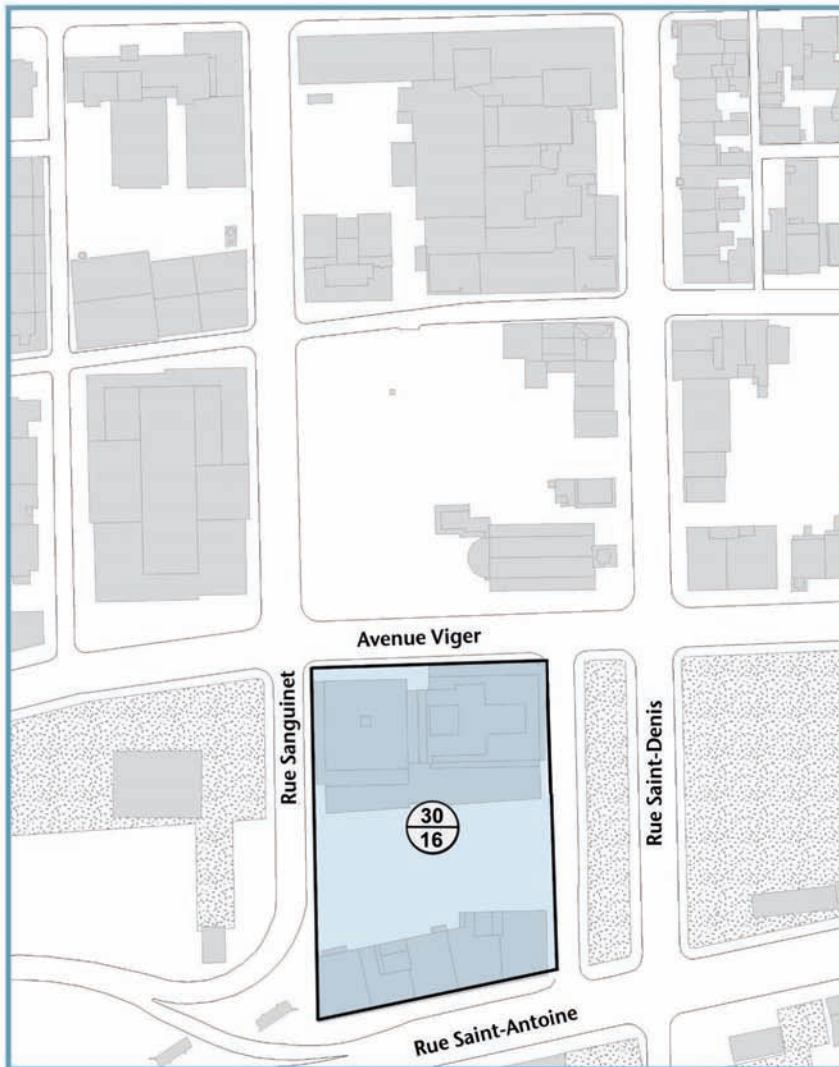 Avenue Viger
Rue Sanguinet
Rue Saint-Denis
30
16
Rue Saint-Antoine